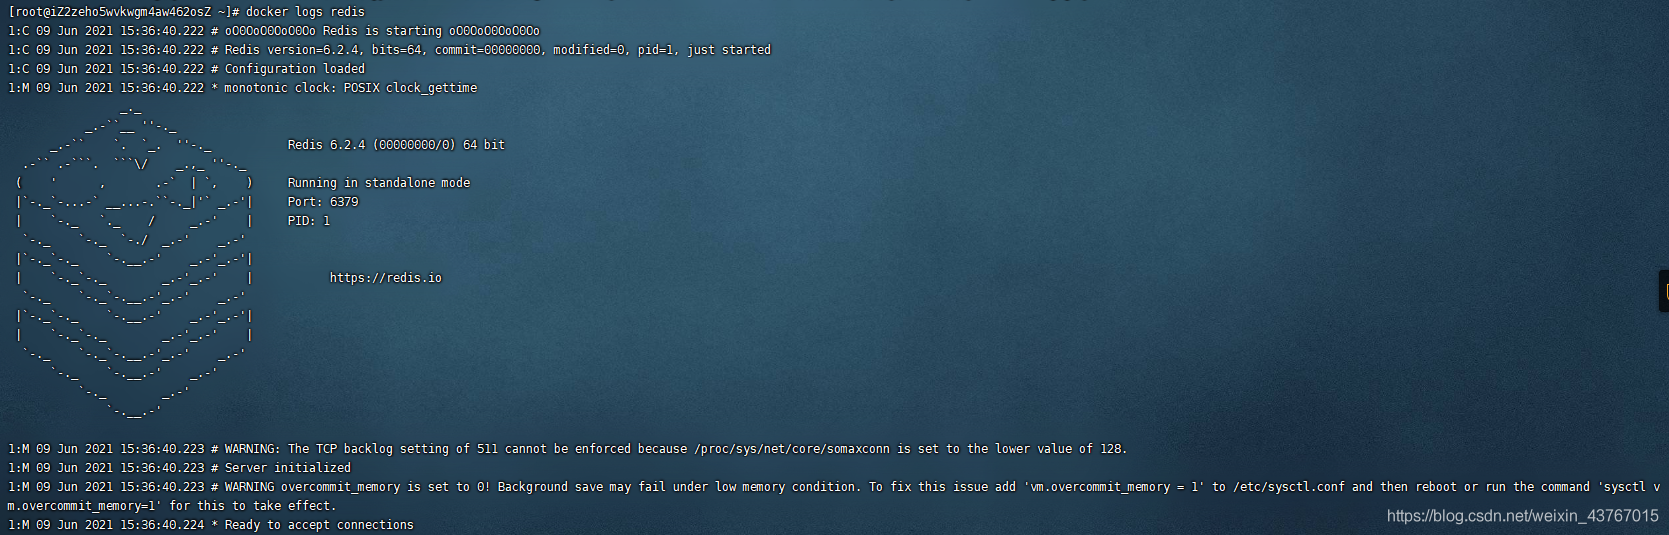 [root@iZ2zeho5wvkwgm4aw462osZ ~]# docker logs redis
1:C 09 Jun 2021 15:36:40.222 # oO0OoO0OoO0Oo Redis is starting oO0OoO0OoO0Oo
1:C 09 Jun 2021 15:36:40.222 # Redis version=6.2.4, bits=64, commit=00000000, modified=0, pid=1, just started
1:C 09 Jun 2021 15:36:40.222 # Configuration loaded
1:M 09 Jun 2021 15:36:40.222 * monotonic clock: POSIX clock_gettime
Redis 6.2.4 (00000000/0) 64 bit
Running in standalone mode
Port: 6379
PID: 1
https://redis.io
1:M 09 Jun 2021 15:36:40.223 # WARNING: The TCP backlog setting of 511 cannot be enforced because /proc/sys/net/core/somaxconn is set to the lower value of 128.
1:M 09 Jun 2021 15:36:40.223 # Server initialized
1:M 09 Jun 2021 15:36:40.223 # WARNING overcommit_memory is set to 0! Background save may fail under low memory condition. To fix this issue add 'vm.overcommit_memory = 1' to /etc/sysctl.conf and then reboot or run the command 'sysctl v
m.overcommit_memory=1' for this to take effect.
1:M 09 Jun 2021 15:36:40.224 * Ready to accept connections
https://blog.csdn.net/weixin_43767015